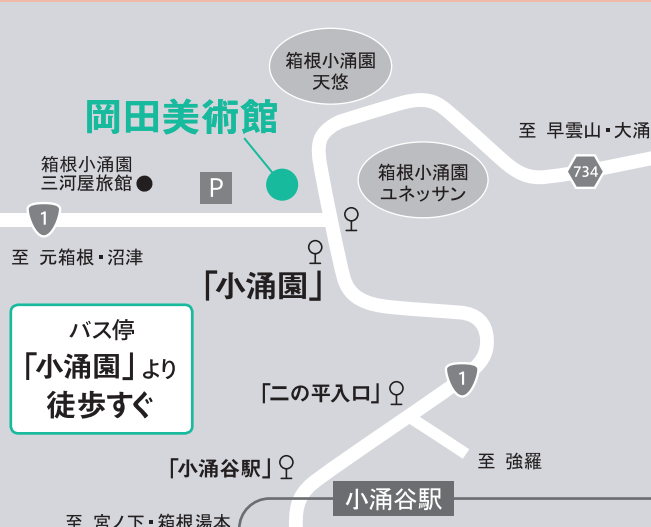 箱根小涌園
天悠
岡田美術館
至 早雲山・大涌
箱根小涌園
三河屋旅館
P
箱根小涌園
ユネッサン
734
1
至 元箱根・沼津
「小涌園」
バス停
「小涌園」より
徒歩すぐ
1
「二の平入口」
「小涌谷駅」
至 強羅
小涌谷駅
至 宮ノ下・箱根湯本